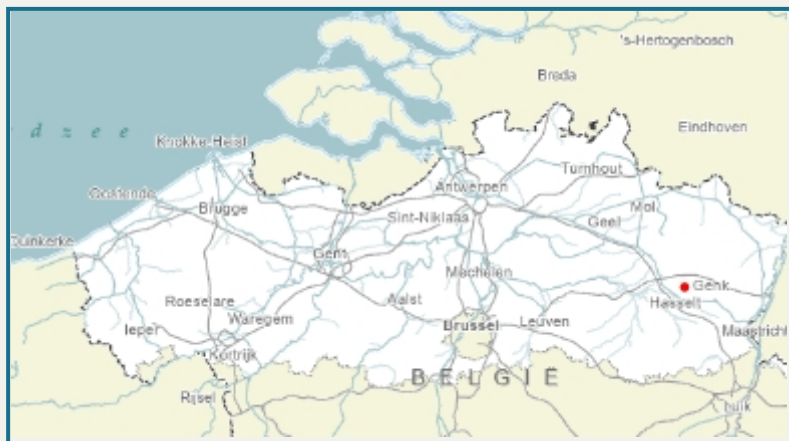 's-Hertogenbosch
Breda
d z e e
Eindhoven
Knokke-Heist
Turnhout
Antwerpen
Oostende
Mol
Brugge
Sint-Niklaas
Geel
Duinkerke
Gent
Mechelen
Genk
Roeselare
Aalst
Hasselt
Ieper
Waregem
Brussel
Leuven
Maastricht
Kortrijk
BELGIË
Rijsel
Luik